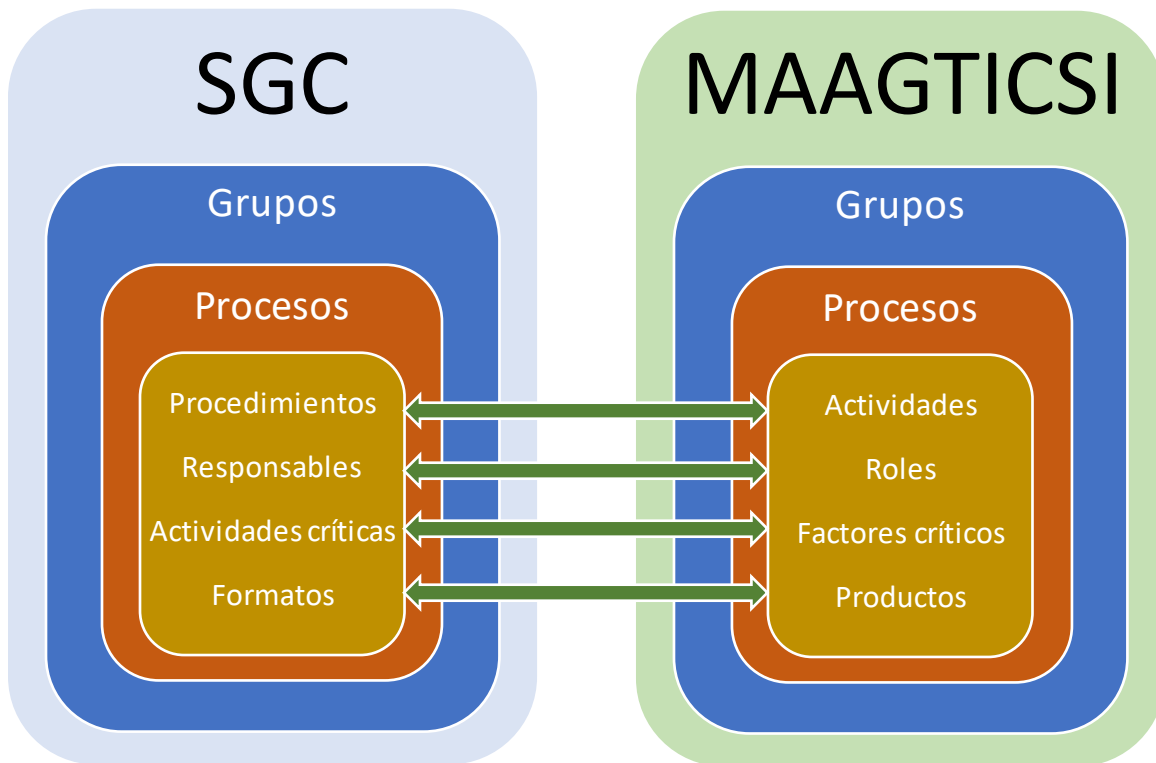 SGC
Grupos
Procesos
Procedimientos
Responsables
Actividades críticas
Formatos
MAAGTICSI
Grupos
Procesos
Actividades
Roles
Factores críticos
Productos